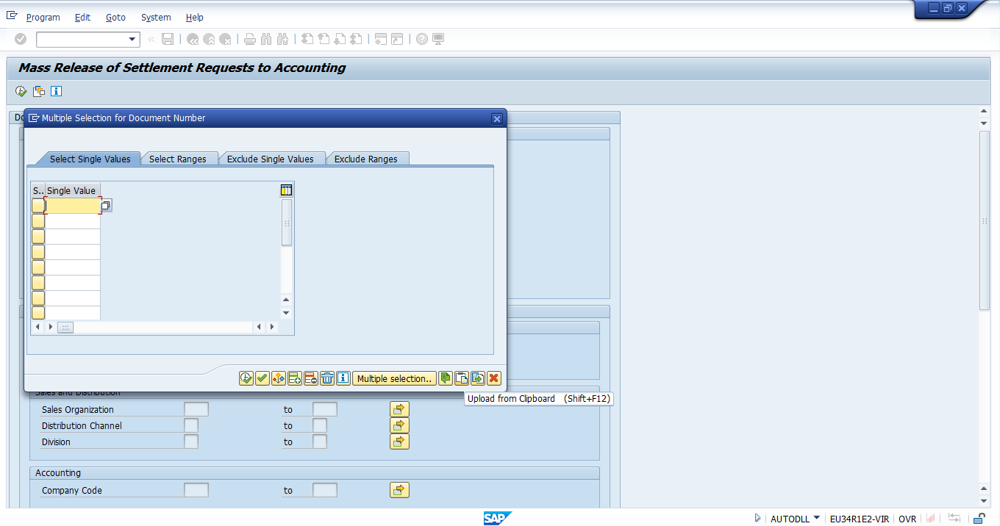 Program Edit Goto System Help
Mass Release of Settlement Requests to Accounting
Do
Multiple Selection for Document Number
Select Single Values Select Ranges Exclude Single Values Exclude Ranges
S.. Single Value
Multiple selection..
Upload from Clipboard (Shift+F12)
Sales and Distribution
Sales Organization to
Distribution Channel to
Division to
Accounting
Company Code to
SAP AUTODLL EU34R1E2-VIR OVR